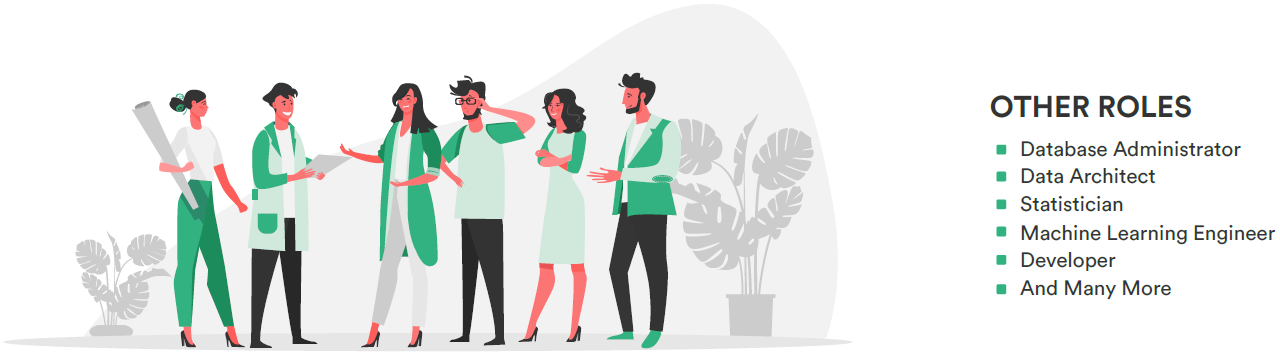 OTHER ROLES
Database Administrator
Data Architect
Statistician
Machine Learning Engineer
Developer
And Many More